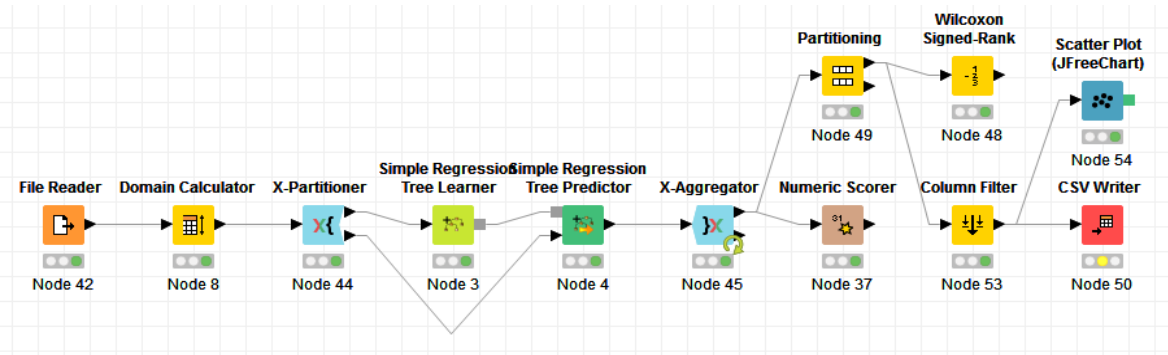 Wilcoxon
Partitioning Signed-Rank
Scatter Plot
(JFreeChart)
Node 49 Node 48
Node 54
Simple Regression Simple Regression
File Reader Domain Calculator X-Partitioner Tree Learner Tree Predictor X-Aggregator Numeric Scorer Column Filter CSV Writer
Node 42 Node 8 Node 44 Node 3 Node 4 Node 45 Node 37 Node 53 Node 50